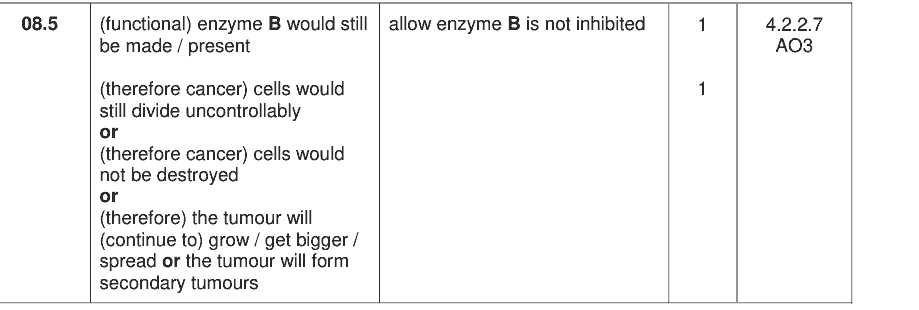 08.5 (functional) enzyme B would still allow enzyme B is not inhibited 1 4.2.2.7
be made / present AO3
(therefore cancer) cells would 1
still divide uncontrollably
or
(therefore cancer) cells would
not be destroyed
or
(therefore) the tumour will
(continue to) grow / get bigger /
spread or the tumour will form
secondary tumours